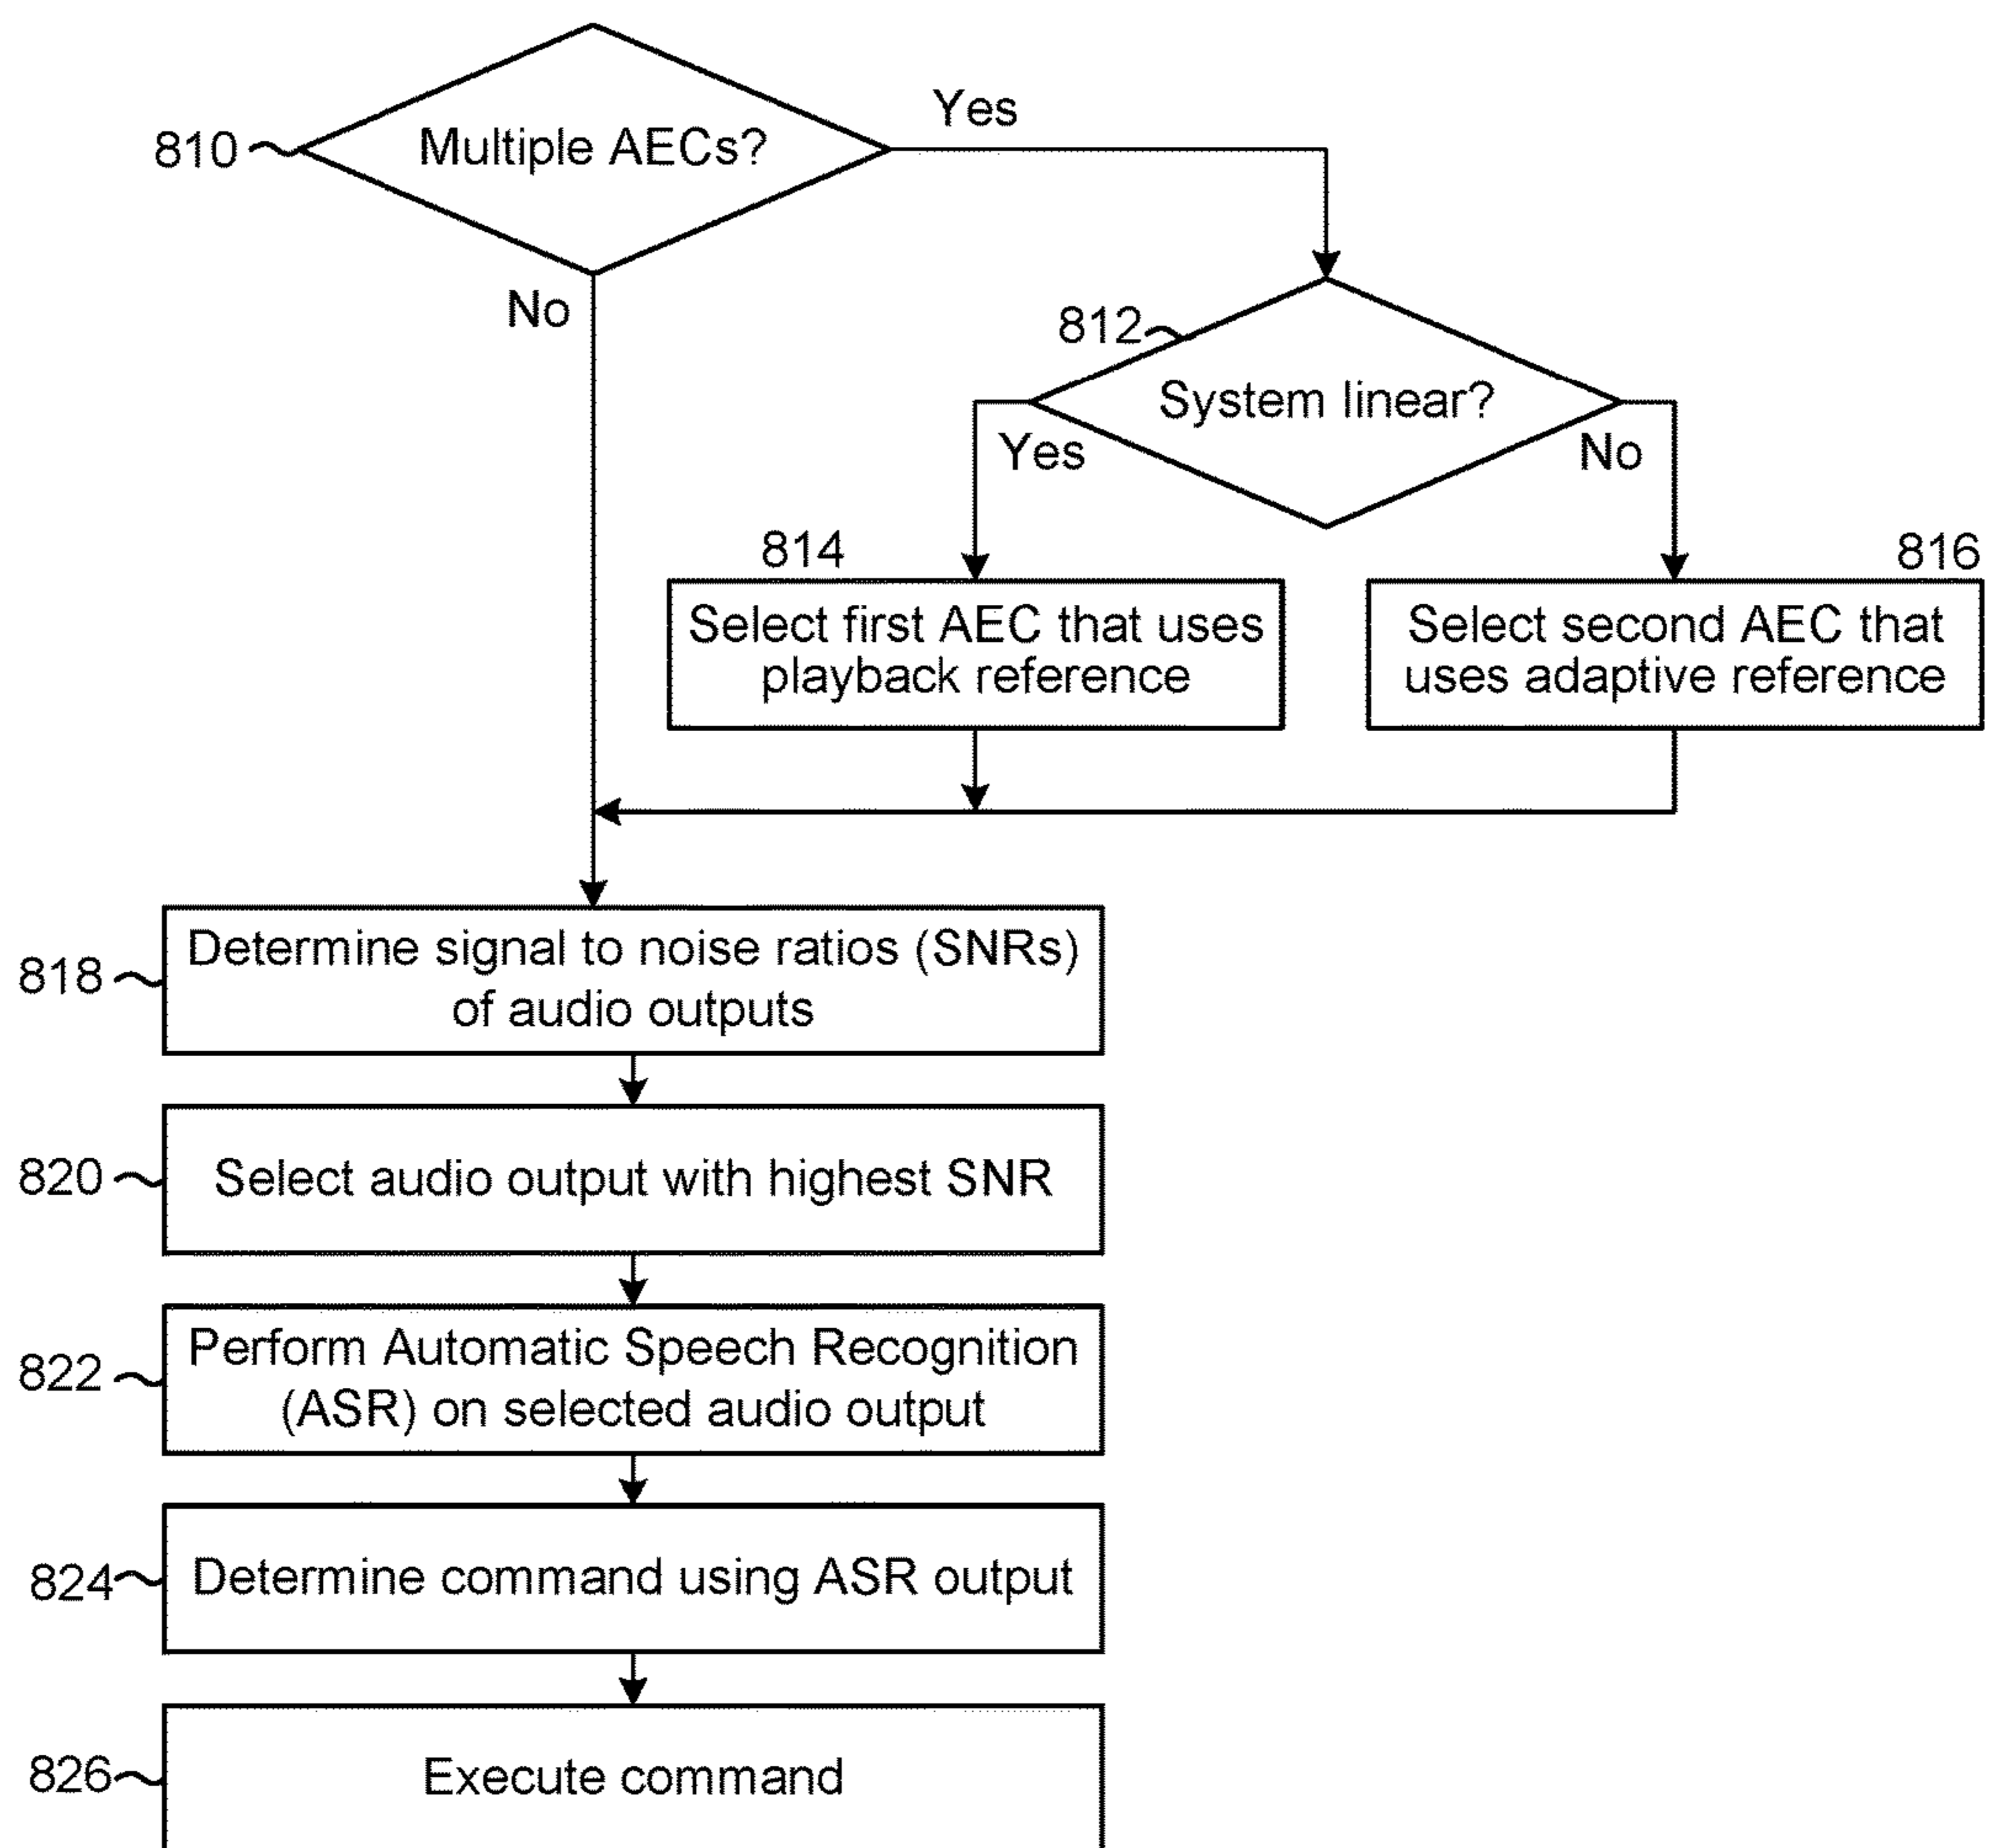 810
Multiple AECs?
Yes
No
812
System linear?
Yes
No
814
Select first AEC that uses
playback reference
816
Select second AEC that
uses adaptive reference
818
Determine signal to noise ratios (SNRs)
of audio outputs
820
Select audio output with highest SNR
822
Perform Automatic Speech Recognition
(ASR) on selected audio output
824
Determine command using ASR output
826
Execute command